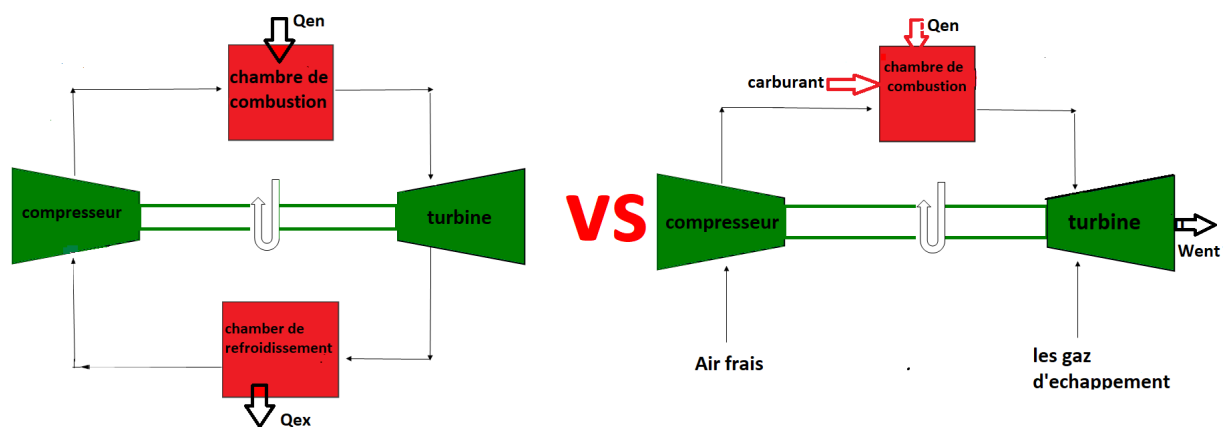 Qen
chambre de
combustion
compresseur
turbine
chamber de
refroidissement
Qex
VS
Qen
carburant
chambre de
combustion
compresseur
turbine
Went
Air frais
les gaz
d'echappement